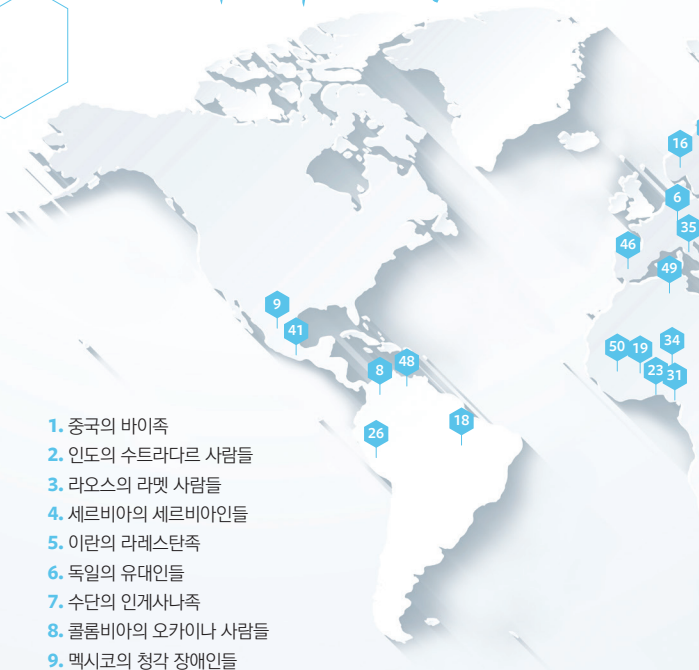 16
6
35
46
49
9
41
50
19
34
48
8
23
31
18
26
1. 중국의 바이족
2. 인도의 수트라다르 사람들
3. 라오스의 라멧 사람들
4. 세르비아의 세르비아인들
5. 이란의 라레스탄족
6. 독일의 유대인들
7. 수단의 인게사나족
8. 콜롬비아의 오카이나 사람들
9. 멕시코의 청각 장애인들